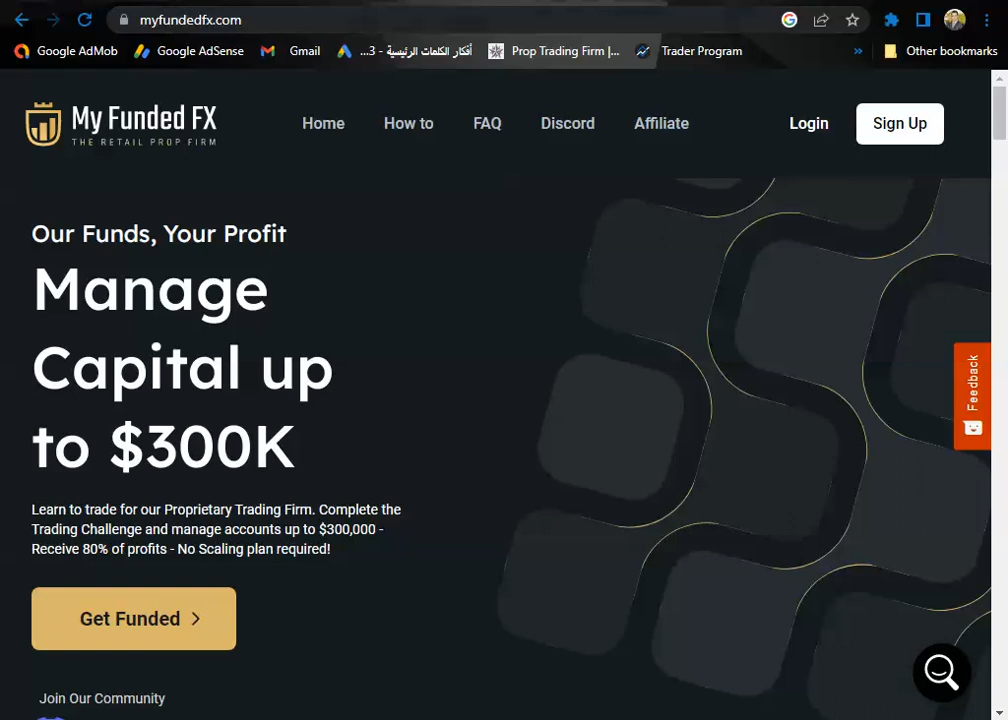 myfundedfx.com
Google AdMob
Google AdSense
Gmail
أفكار الكلمات الرئيسية - 3...
Prop Trading Firm |...
Trader Program
»
Other bookmarks
My Funded FX
THE RETAIL PROP FIRM
Home
How to
FAQ
Discord
Affiliate
Login
Sign Up
Our Funds, Your Profit
Manage
Capital up
to $300K
Feedback
Learn to trade for our Proprietary Trading Firm. Complete the
Trading Challenge and manage accounts up to $300,000 -
Receive 80% of profits - No Scaling plan required!
Get Funded
Join Our Community